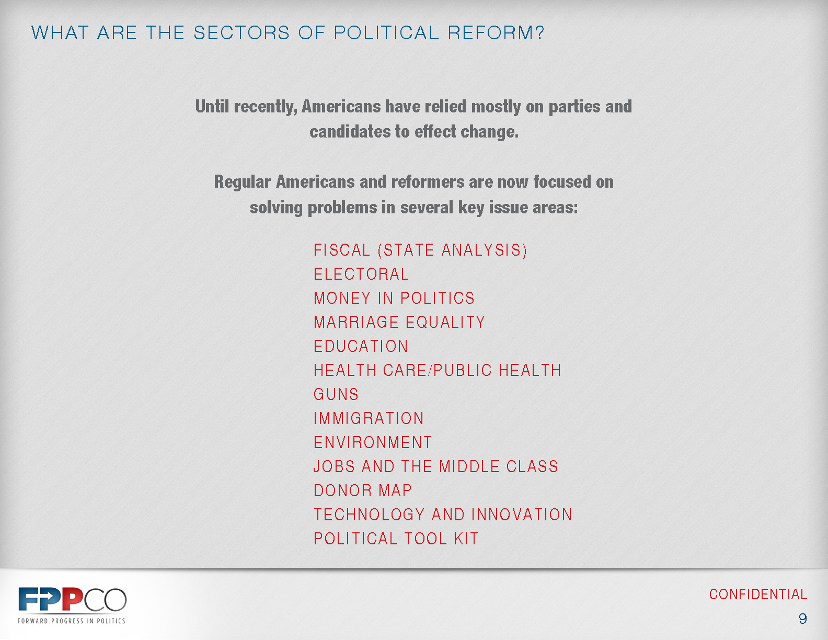 WHAT ARE THE SECTORS OF POLITICAL REFORM?
Until recently, Americans have relied mostly on parties and
candidates to effect change.
Regular Americans and reformers are now focused on
solving problems in several key issue areas:
FISCAL (STATE ANALYSIS)
ELECTORAL
MONEY IN POLITICS
MARRIAGE EQUALITY
EDUCATION
HEALTH CARE/PUBLIC HEALTH
GUNS
IMMIGRATION
ENVIRONMENT
JOBS AND THE MIDDLE CLASS
DONOR MAP
TECHNOLOGY AND INNOVATION
POLITICAL TOOL KIT
FPPCO
FORWARD PROGRESS IN POLITICS
CONFIDENTIAL
9